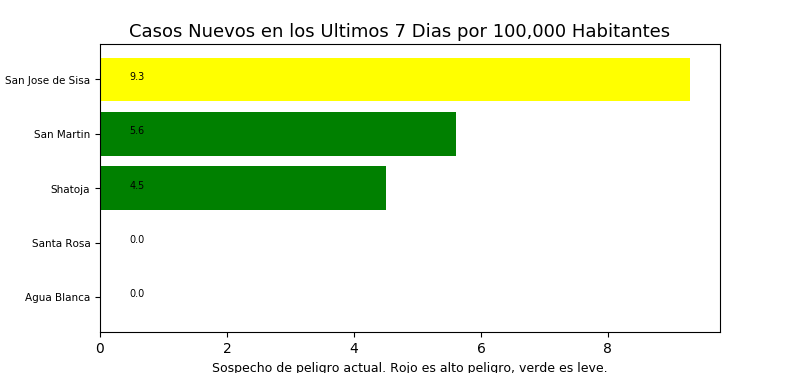 Casos Nuevos en los Ultimos 7 Dias por 100,000 Habitantes
San Jose de Sisa 9.3
San Martin 5.6
Shatoja 4.5
Santa Rosa 0.0
Agua Blanca 0.0
0 2 4 6 8
Sospecho de peligro actual. Rojo es alto peligro, verde es leve.